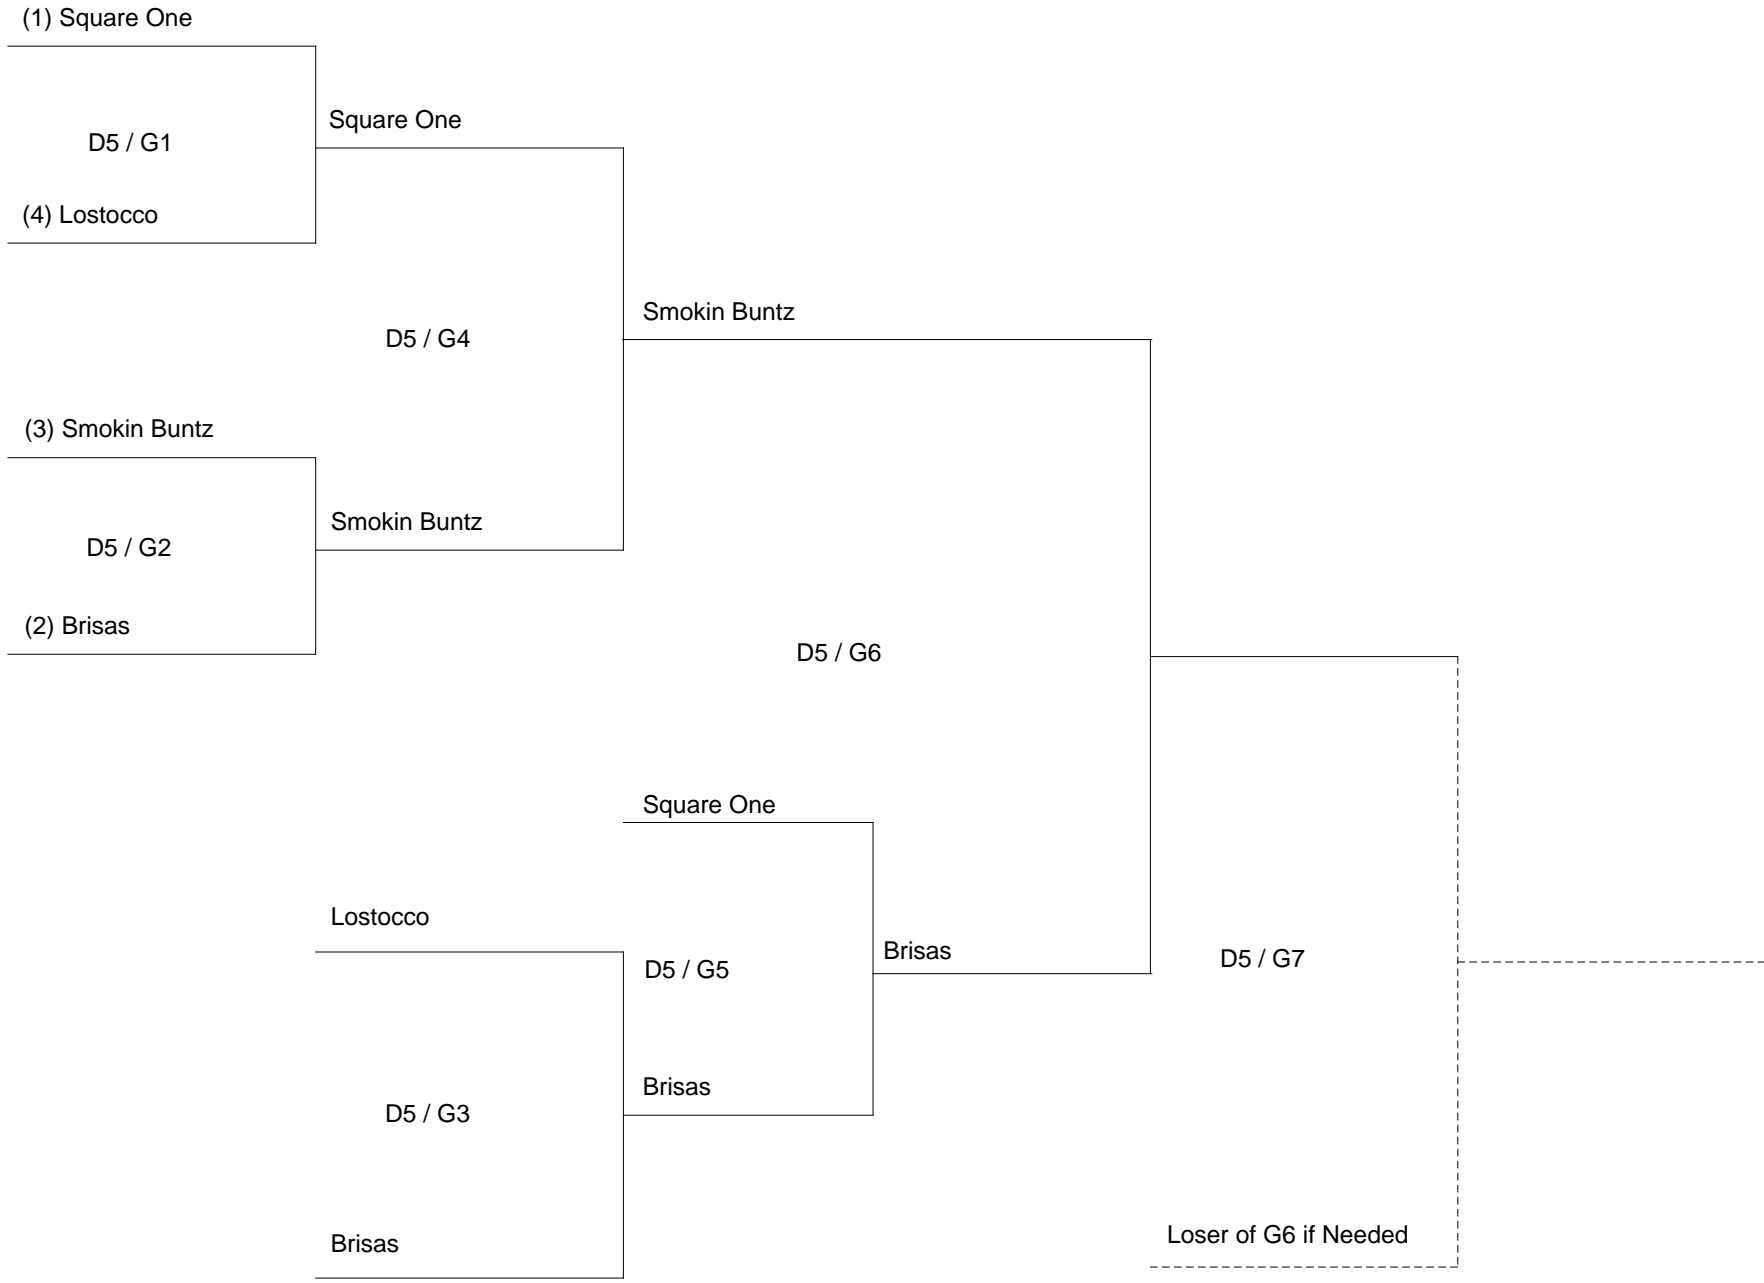 (1) Square One
Square One
D5 / G1
(4) Lostocco
Smokin Buntz
D5 / G4
(3) Smokin Buntz
Smokin Buntz
D5 / G2
(2) Brisas
D5 / G6
Square One
Lostocco
Brisas
D5 / G7
D5 / G5
Brisas
D5 / G3
Loser of G6 if Needed
Brisas